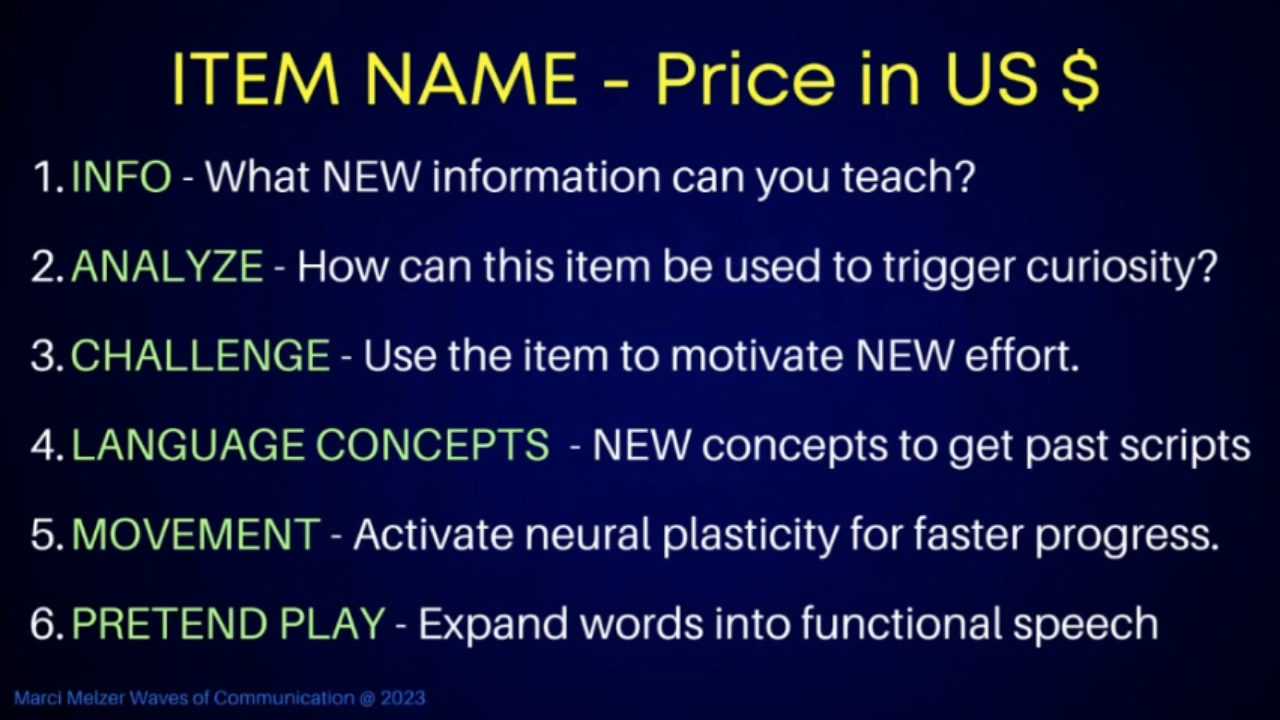 ITEM NAME - Price in US $
1. INFO - What NEW information can you teach?
2. ANALYZE - How can this item be used to trigger curiosity?
3. CHALLENGE - Use the item to motivate NEW effort.
4. LANGUAGE CONCEPTS - NEW concepts to get past scripts
5. MOVEMENT - Activate neural plasticity for faster progress.
6. PRETEND PLAY - Expand words into functional speech
Marci Melzer Waves of Communication @ 2023